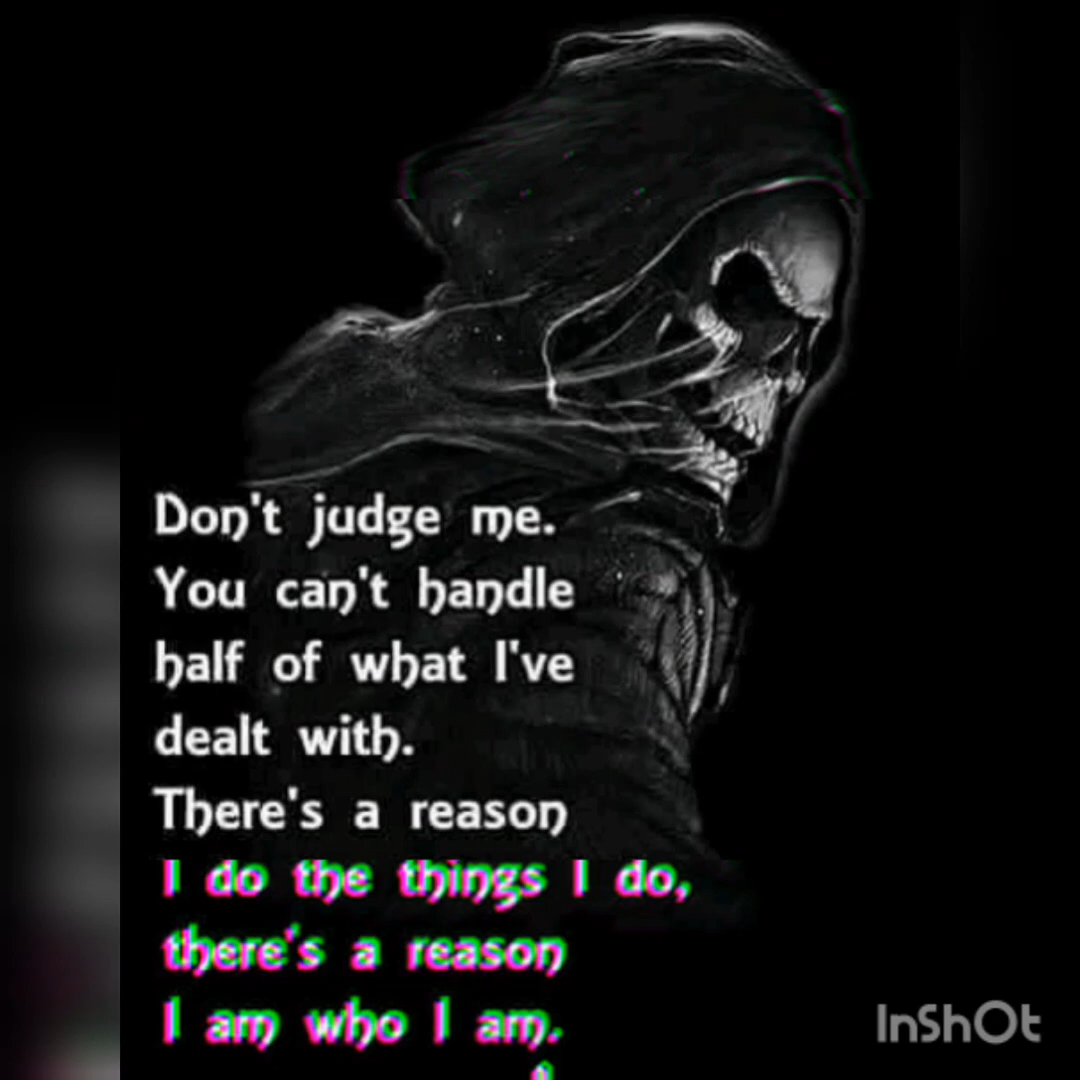 Don't judge me.
You can't handle
half of what I've
dealt with.
There's a reason
I do the things I do,
there's a reason
I am who I am.
InShOt